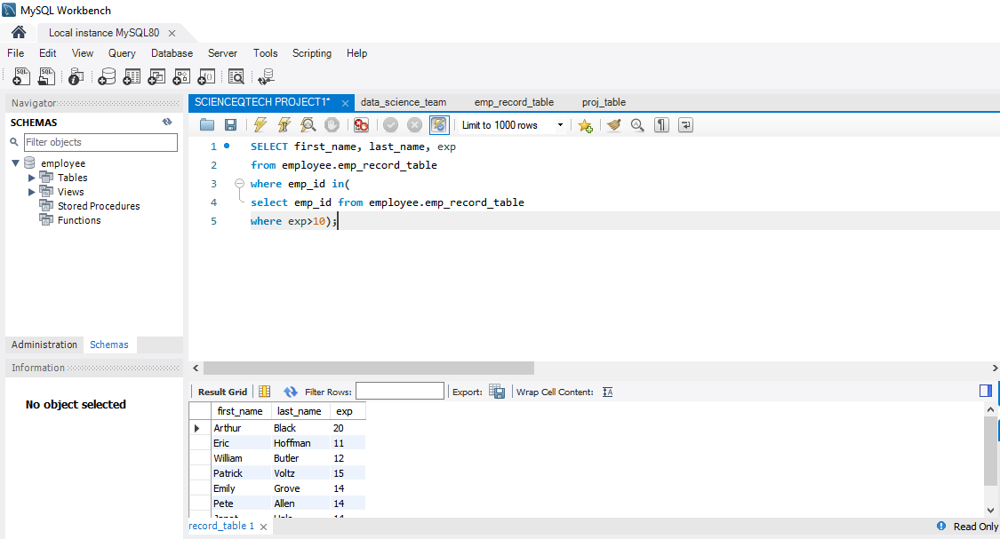 MySQL Workbench
Local instance MySQL80
File Edit View Query Database Server Tools Scripting Help
Navigator
SCHEMAS
Filter objects
employee
Tables
Views
Stored Procedures
Functions
Administration Schemas
Information
No object selected
SCIENCEQTECH PROJECT1* data_science_team emp_record_table proj_table
Limit to 1000 rows
1 SELECT first_name, last_name, exp
2 from employee.emp_record_table
3 where emp_id in(
4 select emp_id from employee.emp_record_table
5 where exp>10);
Result Grid Filter Rows: Export: Wrap Cell Content:
first_name last_name exp
Arthur Black 20
Eric Hoffman 11
William Butler 12
Patrick Voltz 15
Emily Grove 14
Pete Allen 14
record_table 1
Read Only